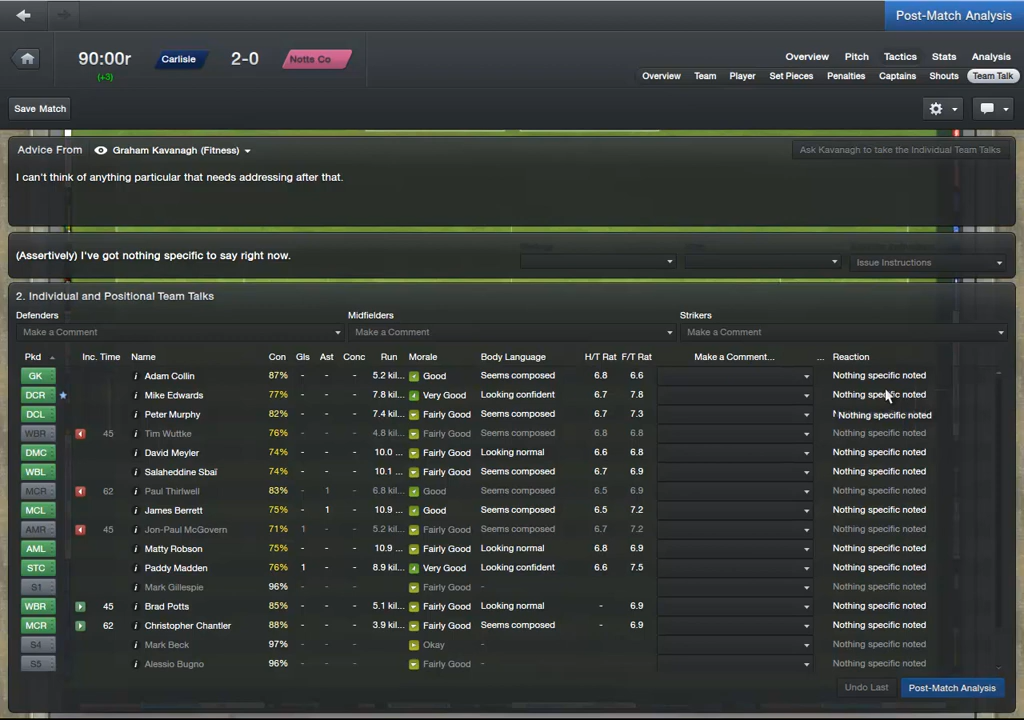 Post-Match Analysis
90:00r
(+3)
Carlisle
2-0
Notts Co
Overview Pitch Tactics Stats Analysis
Overview Team Player Set Pieces Penalties Captains Shouts Team Talk
Save Match
Advice From Graham Kavanagh (Fitness)
Ask Kavanagh to take the Individual Team Talks
I can't think of anything particular that needs addressing after that.
(Assertively) I've got nothing specific to say right now.
Issue Instructions
2. Individual and Positional Team Talks
Defenders Midfielders Strikers
Make a Comment Make a Comment Make a Comment
Pkd Inc. Time Name Con Gls Ast Conc Run Morale Body Language H/T Rat F/T Rat Make a Comment... ... Reaction
GK i Adam Collin 87% - - - 5.2 kil... Good Seems composed 6.8 6.6 Nothing specific noted
DCR i Mike Edwards 77% - - - 7.8 kil... Very Good Looking confident 6.7 7.8 Nothing specific noted
DCL i Peter Murphy 82% - - - 7.4 kil... Fairly Good Seems composed 6.7 7.3 Nothing specific noted
WBR 45 i Tim Wuttke 76% - - - 4.8 kil... Fairly Good Seems composed 6.8 6.8 Nothing specific noted
DMC i David Meyler 74% - - - 10.0 ... Fairly Good Looking normal 6.6 6.8 Nothing specific noted
WBL i Salaheddine Sbaï 74% - - - 10.1 ... Fairly Good Seems composed 6.7 6.9 Nothing specific noted
MCR 62 i Paul Thirlwell 83% - 1 - 6.8 kil... Good Seems composed 6.5 6.9 Nothing specific noted
MCL i James Berrett 75% - 1 - 10.9 ... Good Seems composed 6.5 7.2 Nothing specific noted
AMR 45 i Jon-Paul McGovern 71% 1 - - 5.2 kil... Fairly Good Seems composed 6.7 7.2 Nothing specific noted
AML i Matty Robson 75% - - - 10.9 ... Fairly Good Looking normal 6.8 6.9 Nothing specific noted
STC i Paddy Madden 76% 1 - - 8.9 kil... Very Good Looking confident 6.6 7.5 Nothing specific noted
S1 i Mark Gillespie 96% Fairly Good - Nothing specific noted
WBR 45 i Brad Potts 85% - - - 5.1 kil... Fairly Good Looking normal - 6.9 Nothing specific noted
MCR 62 i Christopher Chantler 88% - - - 3.9 kil... Fairly Good Seems composed - 6.9 Nothing specific noted
S4 i Mark Beck 97% Okay - Nothing specific noted
S5 i Alessio Bugno 96% Fairly Good - Nothing specific noted
Undo Last Post-Match Analysis